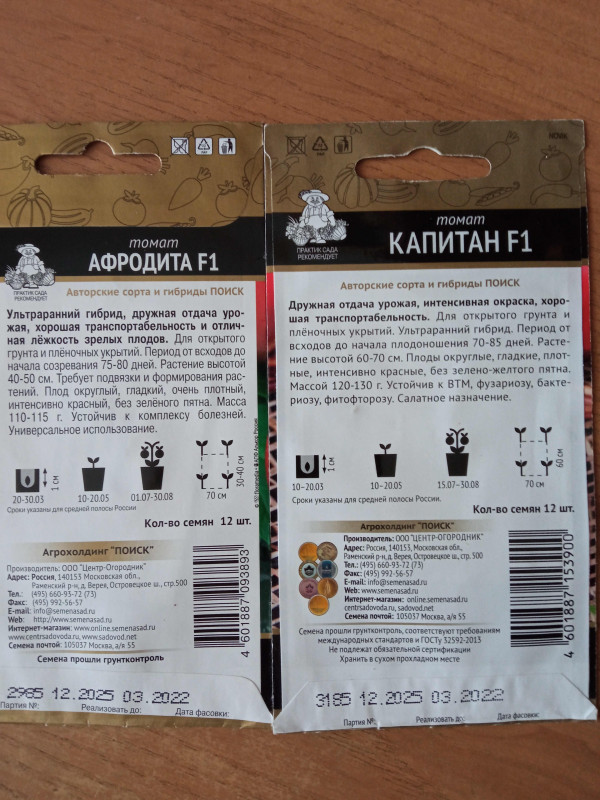 томат
АФРОДИТА F1
ПРАКТИК САДА
РЕКОМЕНДУЕТ
Авторские сорта и гибриды ПОИСК
Ультраранний гибрид, дружная отдача уро-
жая, хорошая транспортабельность и отлич-
ная лёжкость зрелых плодов. Для открытого
грунта и плёночных укрытий. Период от всходов до
начала созревания 75-80 дней. Растение высотой
40-50 см. Требует подвязки и формирования рас-
тений. Плод округлый, гладкий, очень плотный,
интенсивно красный, без зелёного пятна. Масса
110-115 г. Устойчив к комплексу болезней.
Универсальное использование.
1 см
30-40 см
20-30.03
10-20.05
01.07-30.08
70 см
Сроки указаны для средней полосы России.
Кол-во семян 12 шт.
Агрохолдинг "ПОИСК"
Производитель: ООО "Центр-Огородник"
Адрес: Россия, 140153 Московская обл.,
Раменский р-н, д. Верея, Островецкое ш., стр.500
Тел.: (495) 660-93-72 (73)
Факс: (495) 992-56-57
E-mail: info@semenasad.ru
Web: http://www.semenasad.ru
Интернет-магазин: www.online.semenasad.ru
www.centrsadovoda.ru, www.sadovod.net
Семена почтой: 105037 Москва, а/я 55
4 601887 093893
Семена прошли грунтконтроль
2985 12.2025 03.2022
Партия №: Реализовать до: Дата фасовки:
томат
КАПИТАН F1
ПРАКТИК САДА
РЕКОМЕНДУЕТ
Авторские сорта и гибриды ПОИСК
Дружная отдача урожая, интенсивная окраска, хоро-
шая транспортабельность. Для открытого грунта и
плёночных укрытий. Ультраранний гибрид. Период от
всходов до начала плодоношения 70-85 дней. Расте-
ние высотой 60-70 см. Плоды округлые, гладкие, плот-
ные, интенсивно красные, без зелено-желтого пятна.
Массой 120-130 г. Устойчив к ВТМ, фузариозу, бакте-
риозу, фитофторозу. Салатное назначение.
1 см
60 см
10-20.03
10-20.05
15.07-30.08
70 см
Сроки указаны для средней полосы России
Кол-во семян 12 шт.
Агрохолдинг "ПОИСК"
Производитель: ООО "ЦЕНТР-ОГОРОДНИК"
Адрес: Россия, 140153 Московская обл.,
Раменский р-н, д. Верея, Островецкое ш., стр. 500
Тел.: (495) 660-93-72 (73)
Факс: (495) 992-56-57
E-mail: info@semenasad.ru
Интернет-магазин: online.semenasad.ru
centrsadovoda.ru, sadovod.net
Семена почтой: 105037 Москва, а/я 55
4 601887 153900
Семена прошли грунтконтроль, соответствуют требованиям
международных стандартов и ГОСТу 32592-2013
Не подлежат обязательной сертификации
Хранить в сухом прохладном месте
3185 12.2025 03.2022
Партия №: Реализовать до: Дата фасовки: